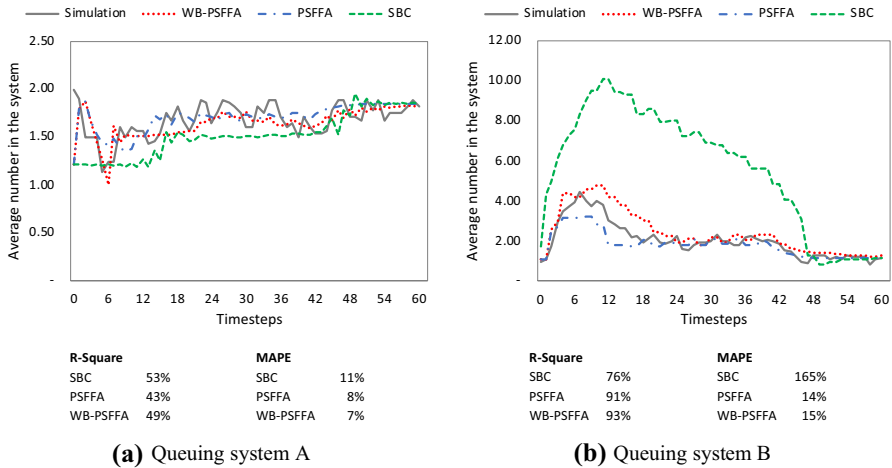 Simulation WB-PSFFA PSFFA SBC
2.50
2.00
1.50
1.00
0.50
-
Average number in the system
0 6 12 18 24 30 36 42 48 54 60
Timesteps
R-Square MAPE
SBC 53% SBC 11%
PSFFA 43% PSFFA 8%
WB-PSFFA 49% WB-PSFFA 7%
(a) Queuing system A
Simulation WB-PSFFA PSFFA SBC
12.00
10.00
8.00
6.00
4.00
2.00
-
Average number in the system
0 6 12 18 24 30 36 42 48 54 60
Timesteps
R-Square MAPE
SBC 76% SBC 165%
PSFFA 91% PSFFA 14%
WB-PSFFA 93% WB-PSFFA 15%
(b) Queuing system B